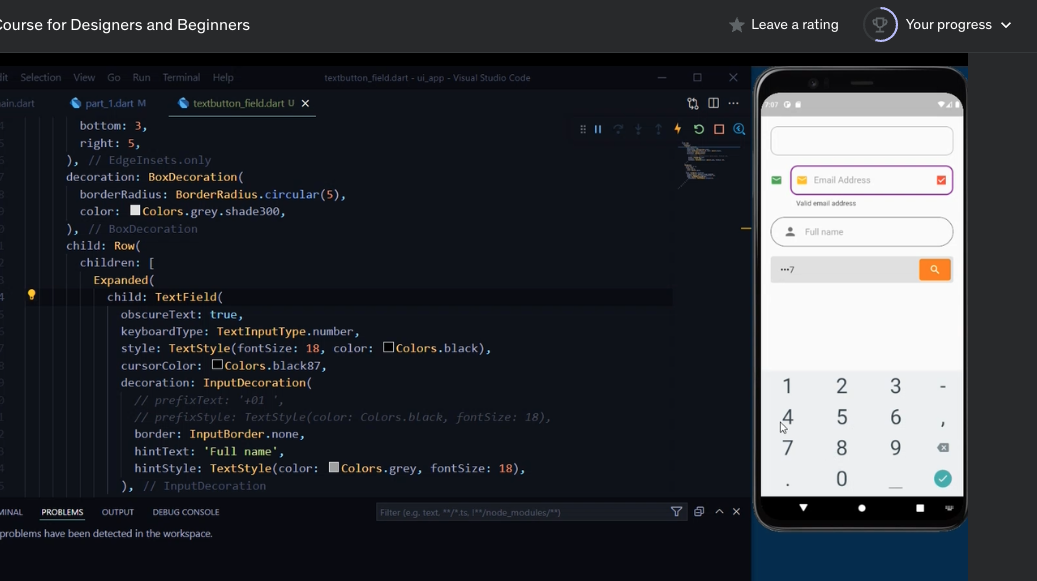 Course for Designers and Beginners
Leave a rating
Your progress
Selection View Go Run Terminal Help
textbutton_field.dart - ui_app - Visual Studio Code
part_1.dart M
textbutton_field.dart U
bottom: 3,
right: 5,
), // EdgeInsets.only
decoration: BoxDecoration(
borderRadius: BorderRadius.circular(5),
color: Colors.grey.shade300,
), // BoxDecoration
child: Row(
children: [
Expanded(
child: TextField(
obscureText: true,
keyboardType: TextInputType.number,
style: TextStyle(fontSize: 18, color: Colors.black),
cursorColor: Colors.black87,
decoration: InputDecoration(
// prefixText: '+01 ',
// prefixStyle: TextStyle(color: Colors.black, fontSize: 18),
border: InputBorder.none,
hintText: 'Full name',
hintStyle: TextStyle(color: Colors.grey, fontSize: 18),
), // InputDecoration
PROBLEMS OUTPUT DEBUG CONSOLE
Filter (e.g. text, **/*.ts, !**/node_modules/**)
problems have been detected in the workspace.
Email Address
Valid email address
Full name
•••7
1 2 3 -
4 5 6 ,
7 8 9
. 0